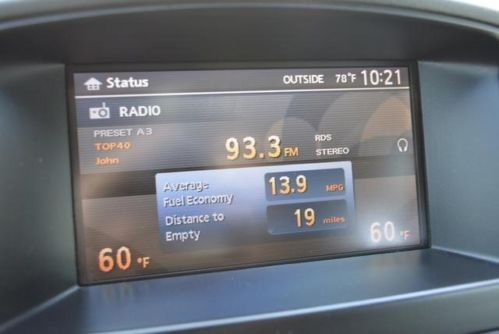 Status OUTSIDE 78°F 10:21
RADIO
PRESET A3
TOP40
John
93.3 FM
RDS
STEREO
Average
Fuel Economy
13.9 MPG
Distance to
Empty
19 miles
60°F
60°F